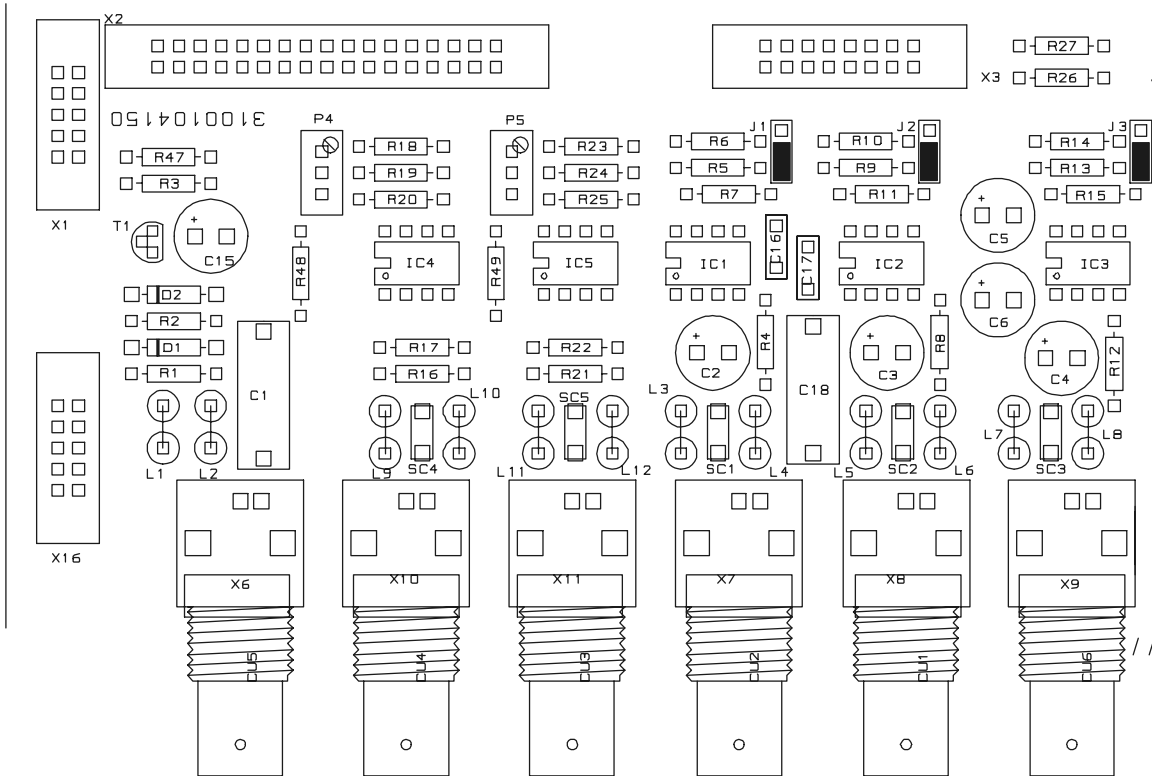 X2
R27
X3 R26
3100104150
P4
P5
J1
J2
J3
R47
R18
R23
R6
R10
R14
R3
R19
R24
R5
R9
R13
R20
R25
R7
R11
R15
X1
T1
+
C15
R48
IC4
R49
IC5
IC1
C16
C17
IC2
+
C5
IC3
D2
R2
D1
R1
C1
R17
R16
R22
R21
+
C2
R4
C18
+
C3
R8
+
C6
+
C4
R12
L10
SC5
L3
L7
L8
L1
L2
L9
SC4
L11
L12
SC1
L4
L5
SC2
L6
SC3
X16
X6
X10
X11
X7
X8
X9
CU5
CU4
CU3
CU2
CU1
CU6